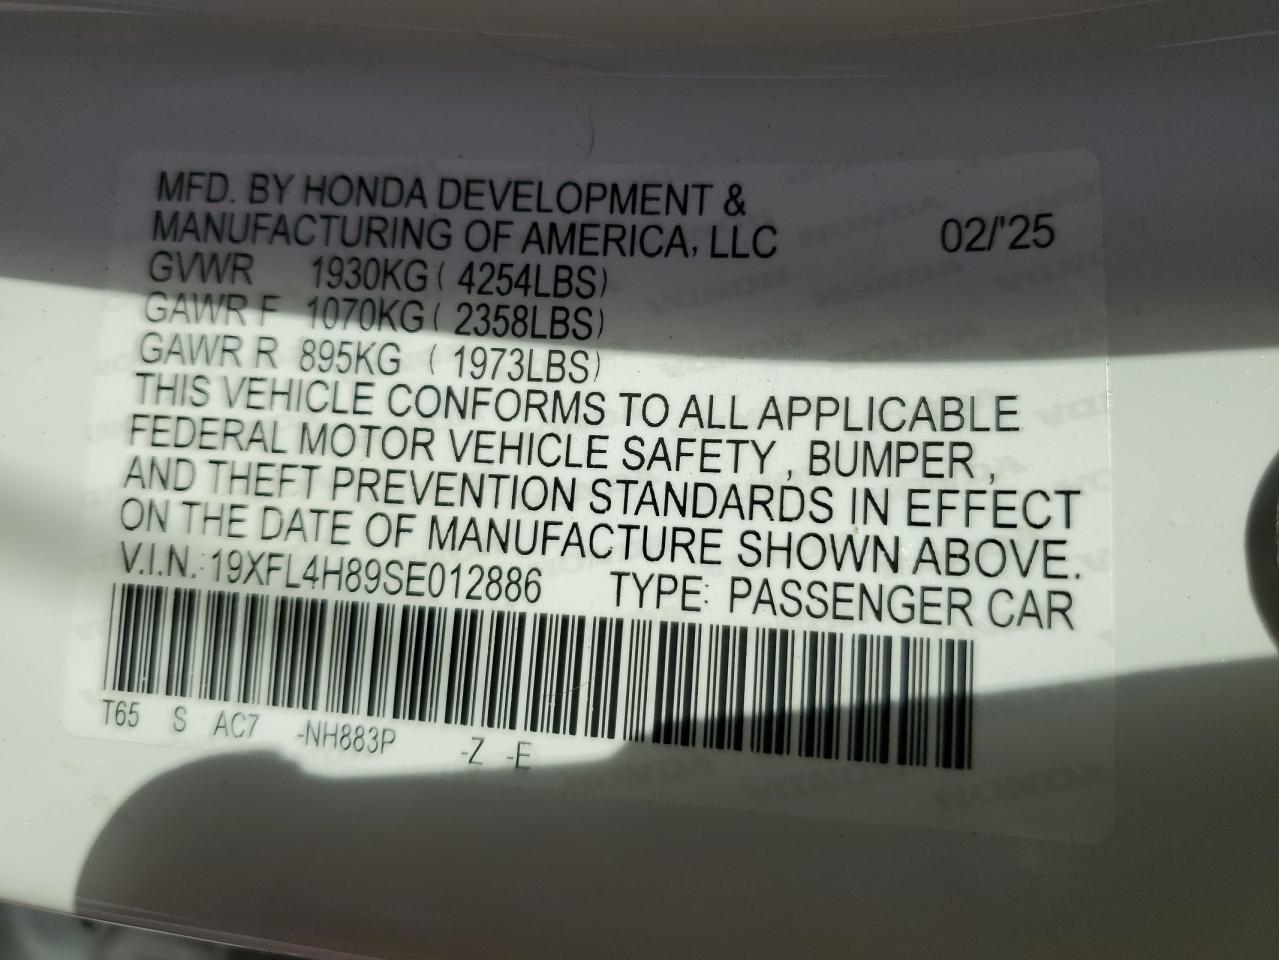 MFD. BY HONDA DEVELOPMENT &
MANUFACTURING OF AMERICA, LLC 02/'25
GVWR 1930KG ( 4254LBS)
GAWR F 1070KG ( 2358LBS)
GAWR R 895KG ( 1973LBS)
THIS VEHICLE CONFORMS TO ALL APPLICABLE
FEDERAL MOTOR VEHICLE SAFETY , BUMPER ,
AND THEFT PREVENTION STANDARDS IN EFFECT
ON THE DATE OF MANUFACTURE SHOWN ABOVE.
V.I.N.: 19XFL4H89SE012886 TYPE: PASSENGER CAR
T65 S AC7 -NH883P -Z -E